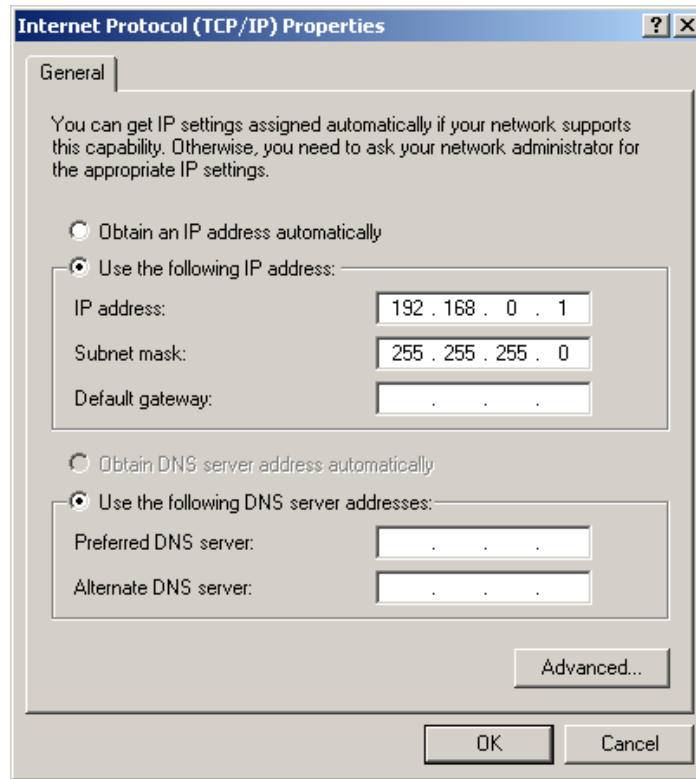 Internet Protocol (TCP/IP) Properties
? X
General
You can get IP settings assigned automatically if your network supports
this capability. Otherwise, you need to ask your network administrator for
the appropriate IP settings.
Obtain an IP address automatically
Use the following IP address:
IP address: 192 . 168 . 0 . 1
Subnet mask: 255 . 255 . 255 . 0
Default gateway: . . .
Obtain DNS server address automatically
Use the following DNS server addresses:
Preferred DNS server: . . .
Alternate DNS server: . . .
Advanced...
OK Cancel